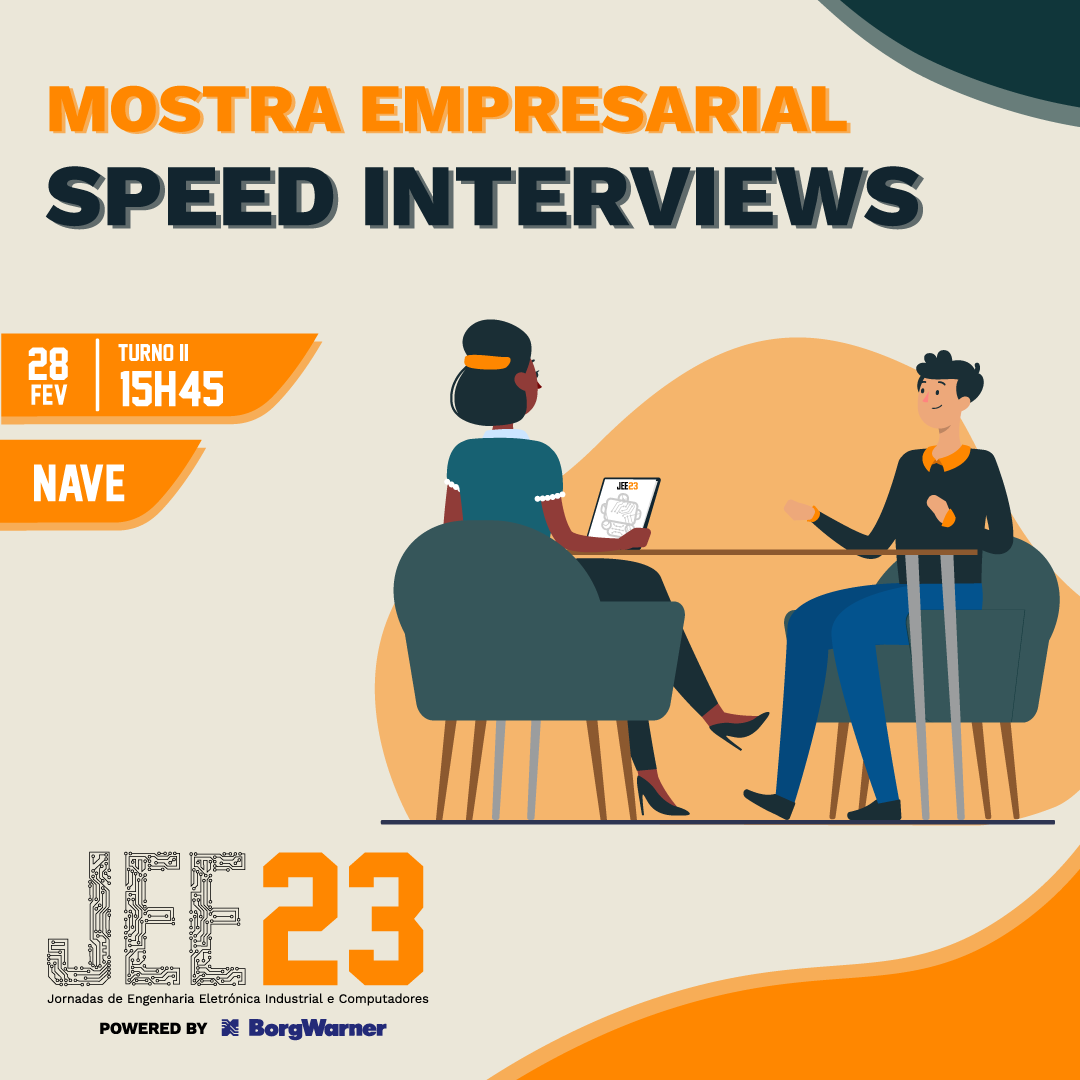 MOSTRA EMPRESARIAL
SPEED INTERVIEWS
28
FEV
TURNO II
15H45
NAVE
JEE23
JEE23
Jornadas de Engenharia Eletrónica Industrial e Computadores
POWERED BY BorgWarner